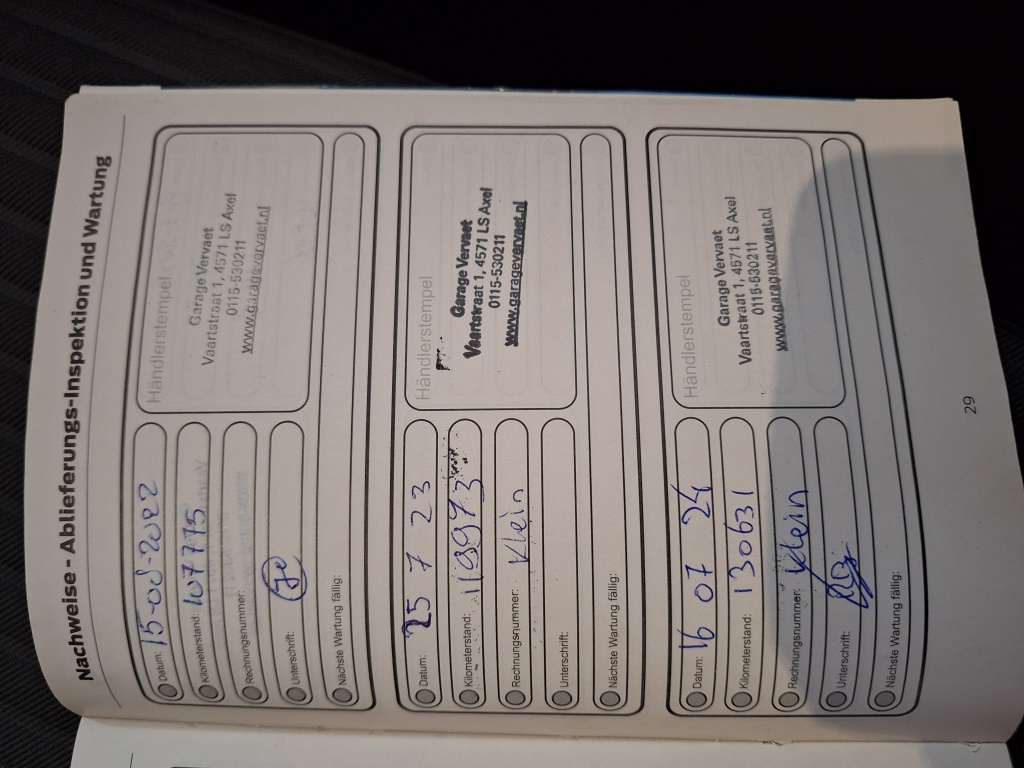 Nachweise - Ablieferungs-Inspektion und Wartung
Datum: 15-08-2022
Kilometerstand: 107775
Rechnungsnummer:
Unterschrift:
Nächste Wartung fällig:
Händlerstempel
Garage Vervaet
Vaartstraat 1, 4571 LS Axel
0115-530211
www.garagevervaet.nl
Datum: 25 7 23
Kilometerstand: 119973
Rechnungsnummer: Klein
Unterschrift:
Nächste Wartung fällig:
Händlerstempel
Garage Vervaet
Vaartstraat 1, 4571 LS Axel
0115-530211
www.garagevervaet.nl
Datum: 16 07 24
Kilometerstand: 130631
Rechnungsnummer: Klein
Unterschrift:
Nächste Wartung fällig:
Händlerstempel
Garage Vervaet
Vaartstraat 1, 4571 LS Axel
0115-530211
www.garagevervaet.nl
29